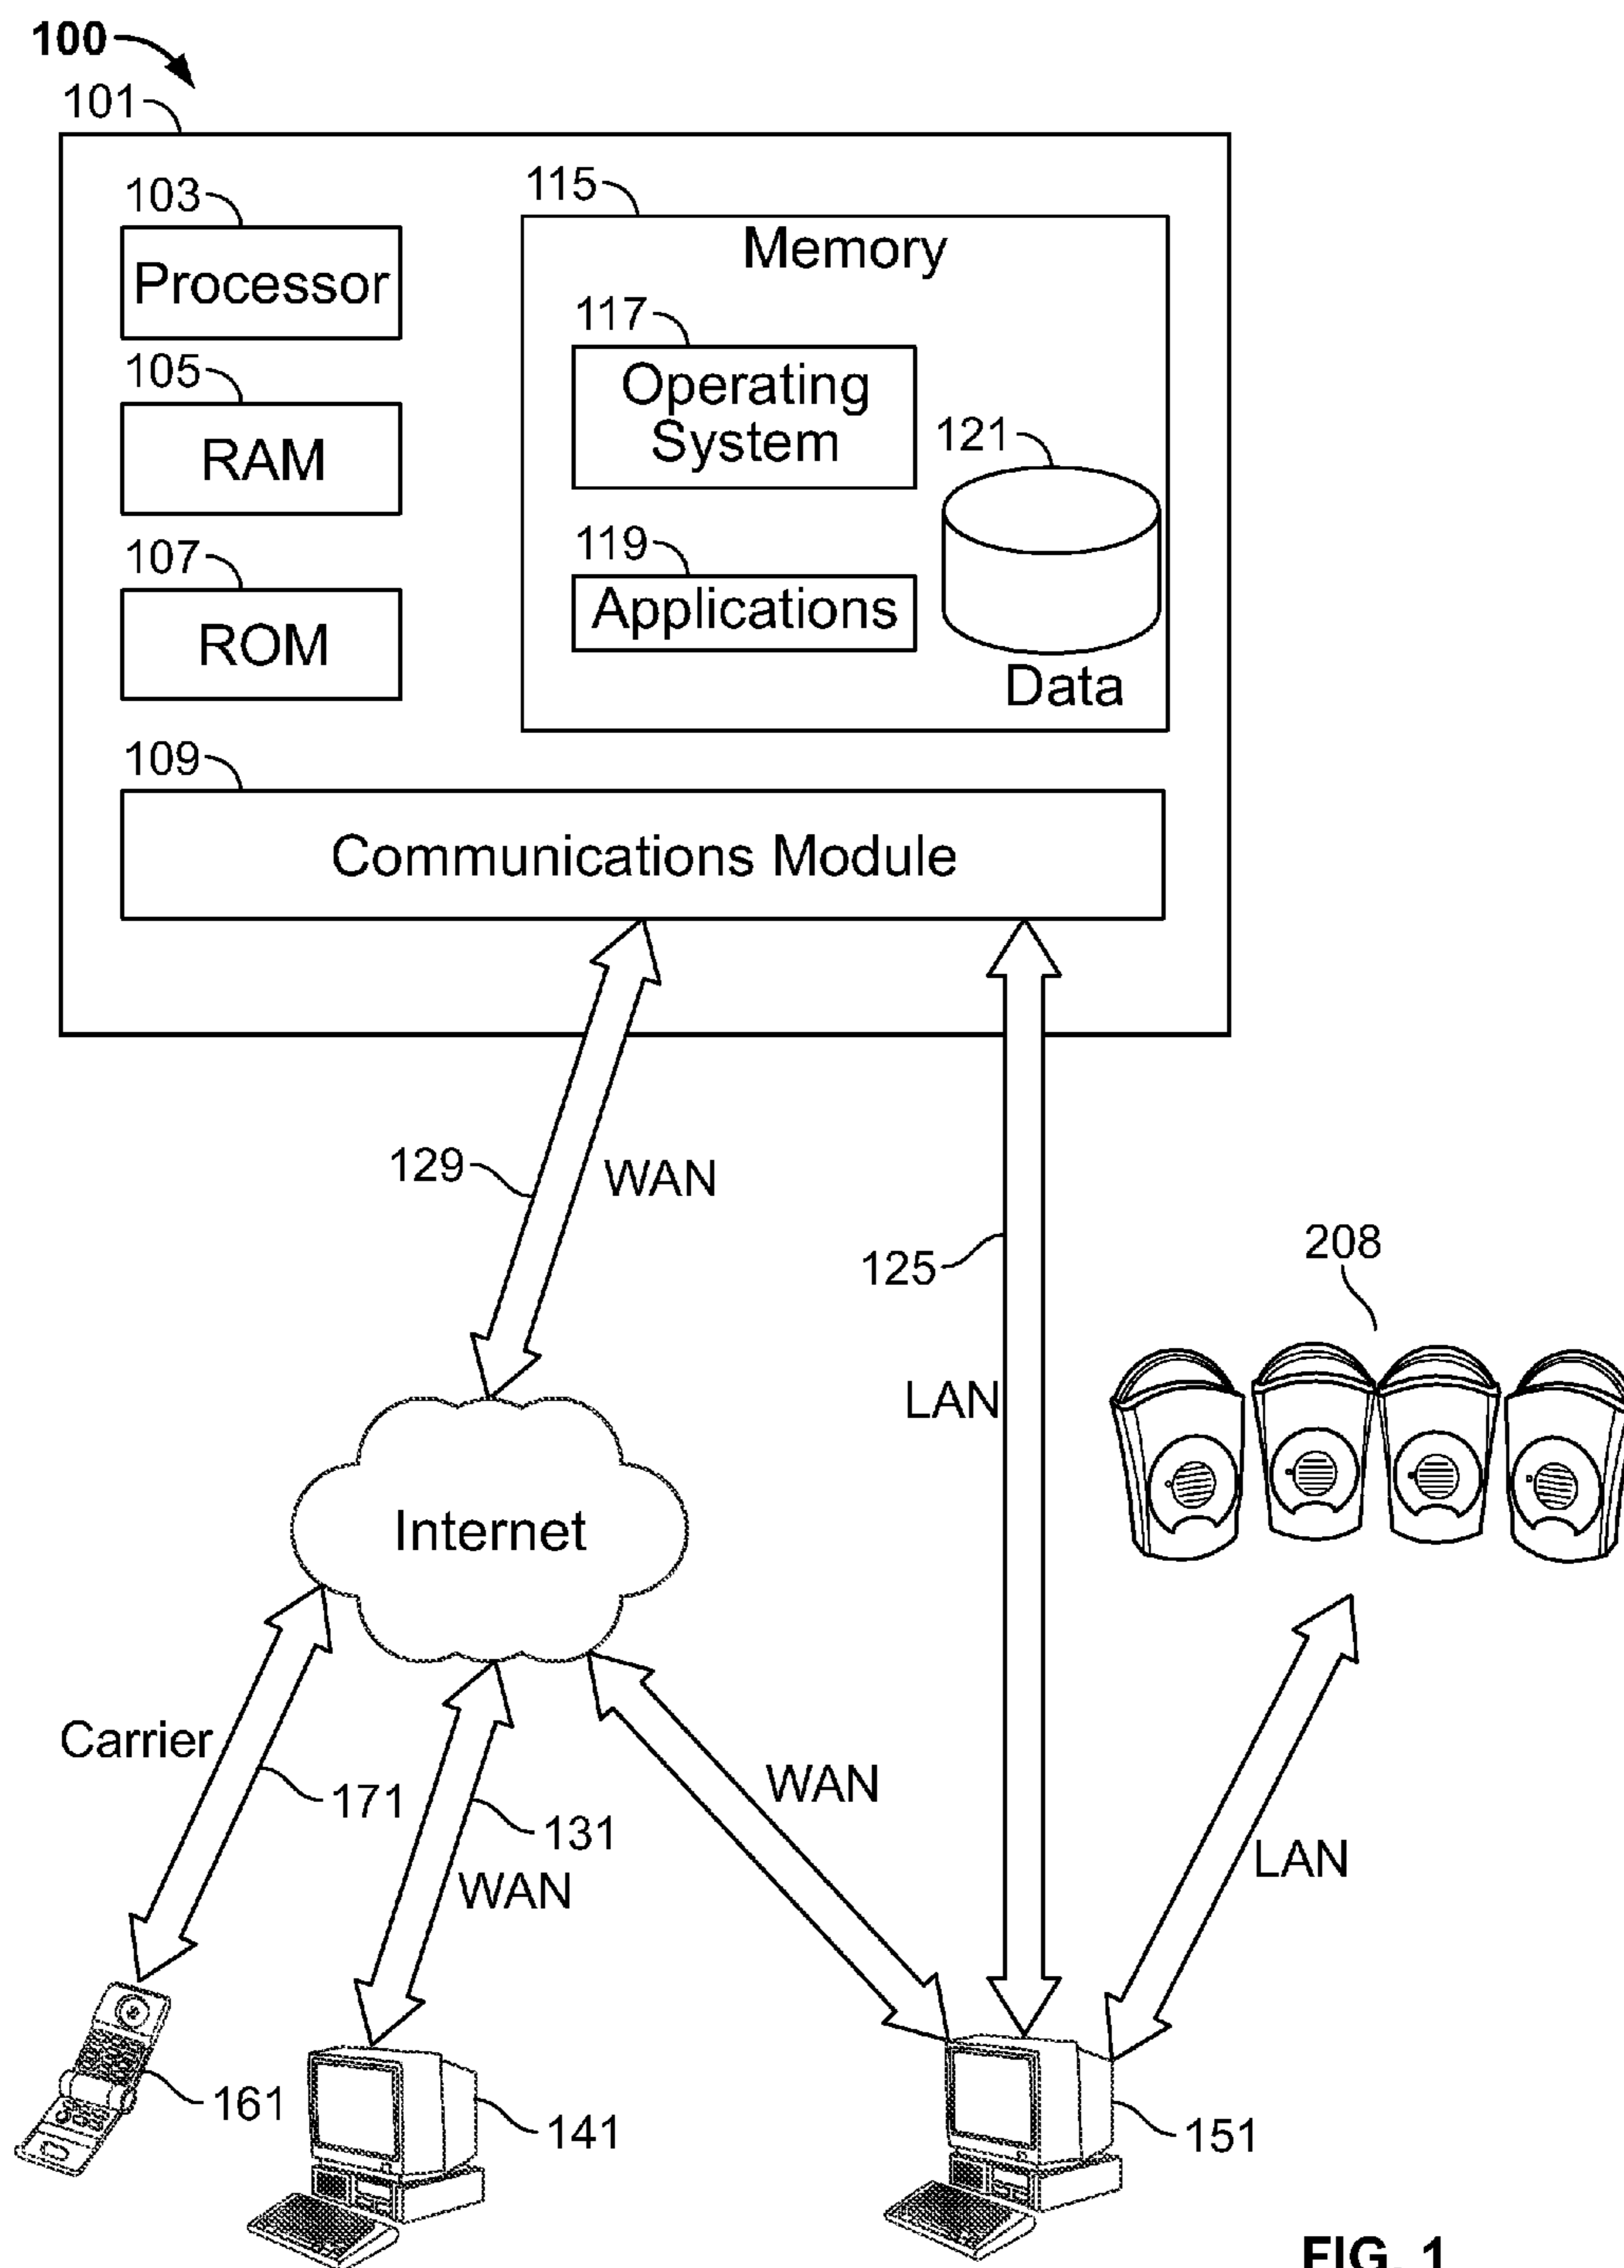 100
101
103
Processor
105
RAM
107
ROM
115
Memory
117
Operating
System
119
Applications
121
Data
109
Communications Module
129
WAN
125
LAN
208
Internet
Carrier
171
131
WAN
WAN
LAN
161
141
151
FIG. 1